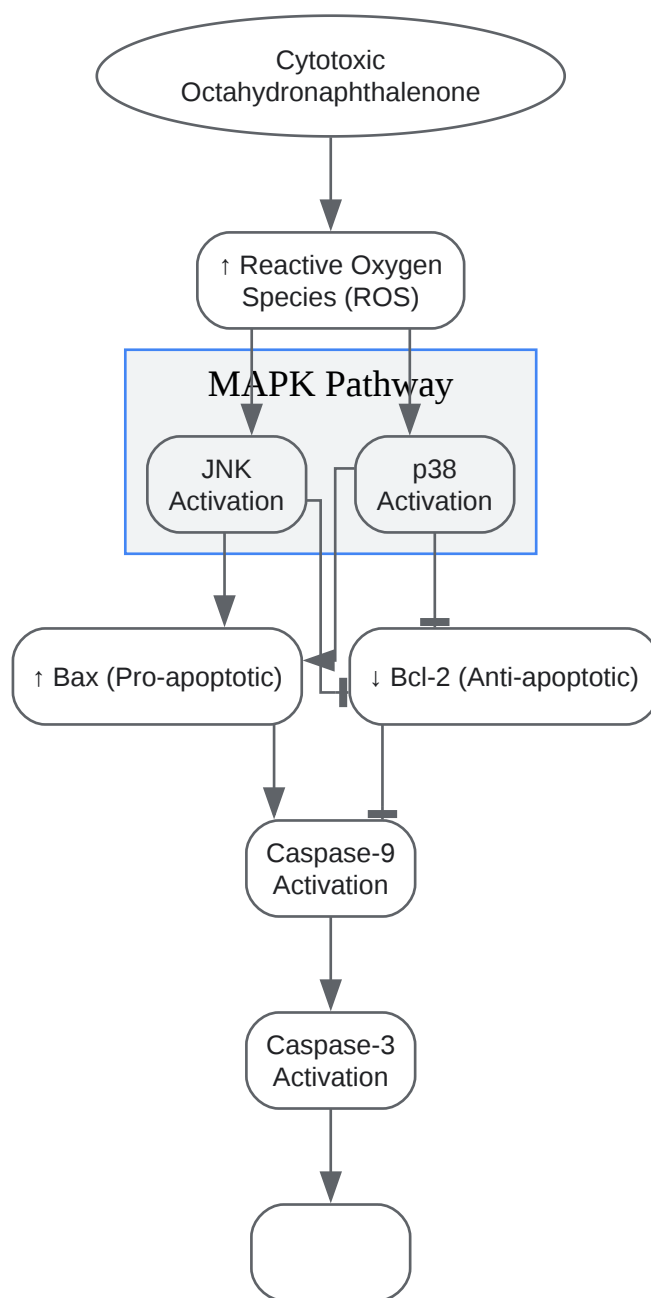 Cytotoxic
Octahydronaphthalenone
↑ Reactive Oxygen
Species (ROS)
MAPK Pathway
JNK
Activation
p38
Activation
↑ Bax (Pro-apoptotic)
↓ Bcl-2 (Anti-apoptotic)
Caspase-9
Activation
Caspase-3
Activation